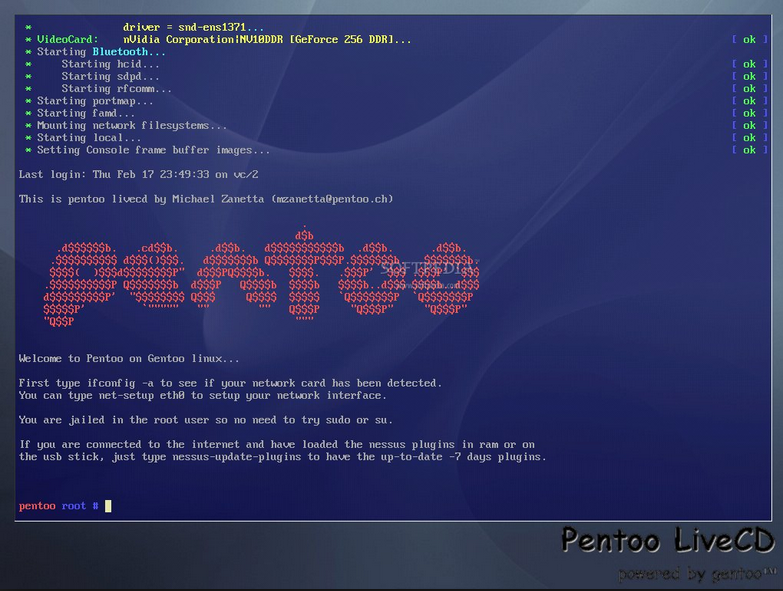 * driver = snd-ens1371...
* VideoCard: nVidia Corporation|NV10DDR [GeForce 256 DDR]... [ ok ]
* Starting Bluetooth...
* Starting hcid... [ ok ]
* Starting sdpd... [ ok ]
* Starting rfcomm... [ ok ]
* Starting portmap... [ ok ]
* Starting famd... [ ok ]
* Mounting network filesystems... [ ok ]
* Starting local... [ ok ]
* Setting Console frame buffer images... [ ok ]
Last login: Thu Feb 17 23:49:33 on vc/2
This is pentoo livecd by Michael Zanetta (mzanetta@pentoo.ch)
SOFTPEDIA
Welcome to Pentoo on Gentoo linux...
First type ifconfig -a to see if your network card has been detected.
You can type net-setup eth0 to setup your network interface.
You are jailed in the root user so no need to try sudo or su.
If you are connected to the internet and have loaded the nessus plugins in ram or on
the usb stick, just type nessus-update-plugins to have the up-to-date -7 days plugins.
pentoo root #
Pentoo LiveCD
powered by gentoo™